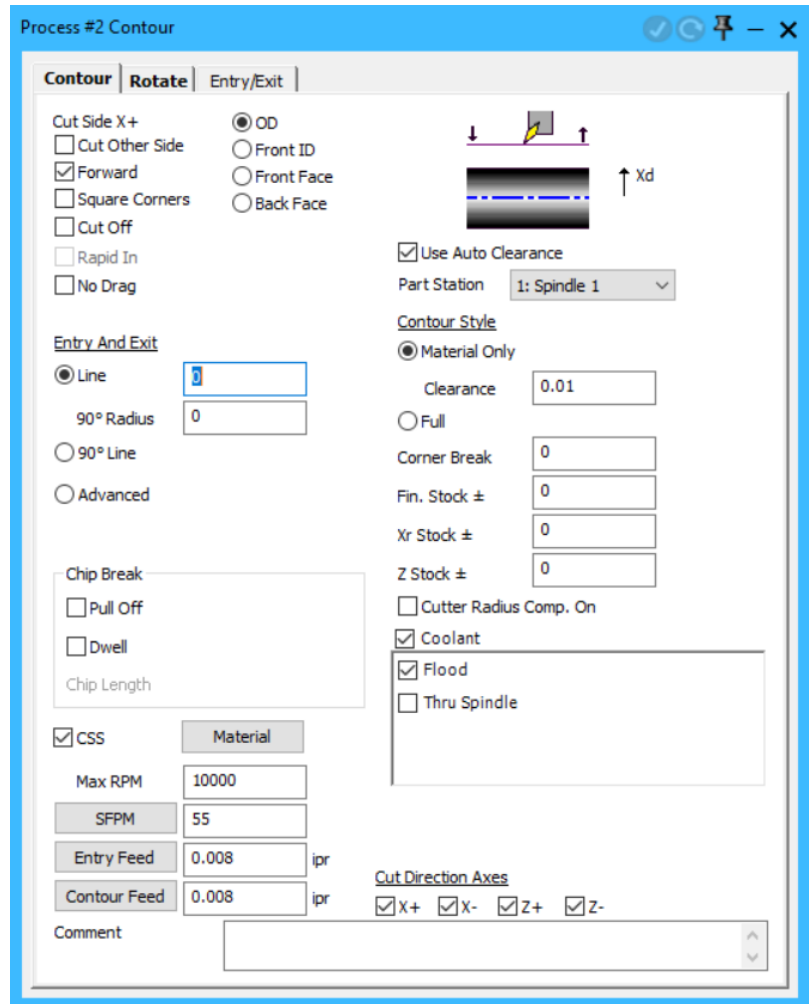 Process #2 Contour
Contour
Rotate
Entry/Exit
Cut Side X+
Cut Other Side
Forward
Square Corners
Cut Off
Rapid In
No Drag
OD
Front ID
Front Face
Back Face
Xd
Use Auto Clearance
Part Station 1: Spindle 1
Entry And Exit
Line 0
90° Radius 0
90° Line
Advanced
Contour Style
Material Only
Clearance 0.01
Full
Corner Break 0
Fin. Stock ± 0
Xr Stock ± 0
Z Stock ± 0
Cutter Radius Comp. On
Coolant
Flood
Thru Spindle
Chip Break
Pull Off
Dwell
Chip Length
CSS Material
Max RPM 10000
SFPM 55
Entry Feed 0.008 ipr
Contour Feed 0.008 ipr
Cut Direction Axes
X+ X- Z+ Z-
Comment